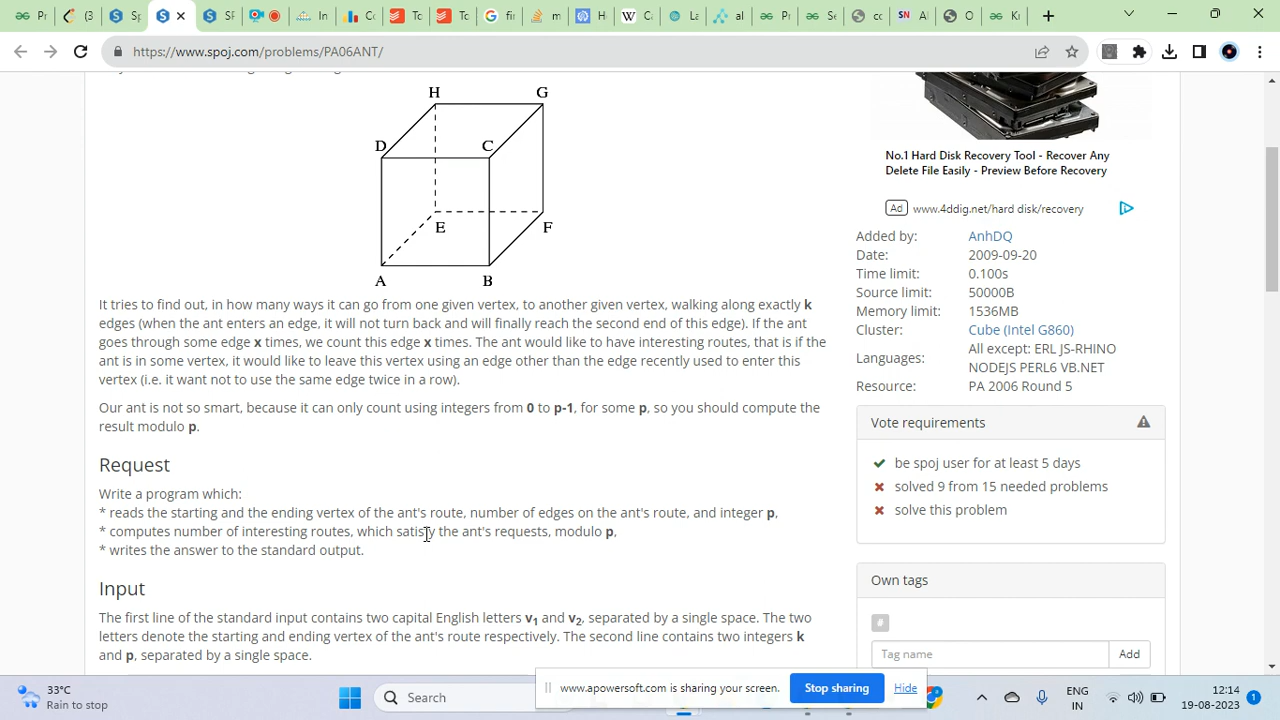 (3
SF
SF
In
Tc
Tc
fir
m
H
C
La
al
P
Se
co
SN
A
O
Kı
https://www.spoj.com/problems/PA06ANT/
H G
D C
E F
A B
It tries to find out, in how many ways it can go from one given vertex, to another given vertex, walking along exactly k
edges (when the ant enters an edge, it will not turn back and will finally reach the second end of this edge). If the ant
goes through some edge x times, we count this edge x times. The ant would like to have interesting routes, that is if the
ant is in some vertex, it would like to leave this vertex using an edge other than the edge recently used to enter this
vertex (i.e. it want not to use the same edge twice in a row).
Our ant is not so smart, because it can only count using integers from 0 to p-1, for some p, so you should compute the
result modulo p.
Request
Write a program which:
* reads the starting and the ending vertex of the ant's route, number of edges on the ant's route, and integer p,
* computes number of interesting routes, which satisfy the ant's requests, modulo p,
* writes the answer to the standard output.
Input
The first line of the standard input contains two capital English letters v1 and v2, separated by a single space. The two
letters denote the starting and ending vertex of the ant's route respectively. The second line contains two integers k
and p, separated by a single space.
No.1 Hard Disk Recovery Tool - Recover Any
Delete File Easily - Preview Before Recovery
Ad www.4ddig.net/hard disk/recovery
Added by: AnhDQ
Date: 2009-09-20
Time limit: 0.100s
Source limit: 50000B
Memory limit: 1536MB
Cluster: Cube (Intel G860)
Languages: All except: ERL JS-RHINO
NODEJS PERL6 VB.NET
Resource: PA 2006 Round 5
Vote requirements
be spoj user for at least 5 days
solved 9 from 15 needed problems
solve this problem
Own tags
#
Tag name Add
www.apowersoft.com is sharing your screen. Stop sharing Hide
33°C
Rain to stop
Search
ENG
IN
12:14
19-08-2023
1